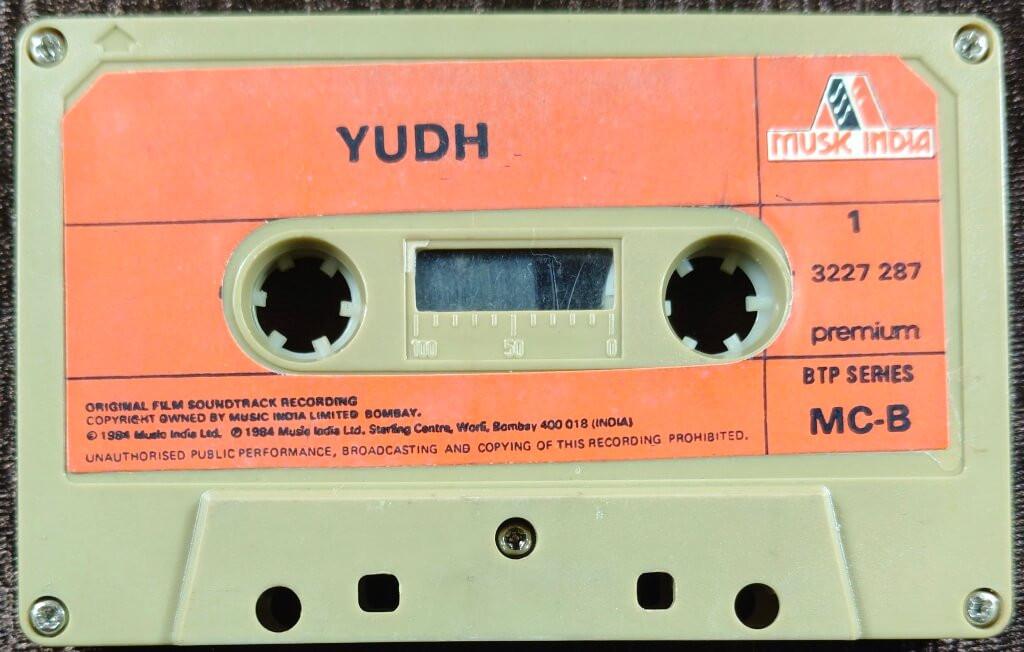 YUDH
MUSIC INDIA
1
3227 287
premium
100 50 0
BTP SERIES
MC-B
ORIGINAL FILM SOUNDTRACK RECORDING
COPYRIGHT OWNED BY MUSIC INDIA LIMITED BOMBAY.
© 1984 Music India Ltd. ℗ 1984 Music India Ltd. Sterling Centre, Worli, Bombay 400 018 (INDIA)
UNAUTHORISED PUBLIC PERFORMANCE, BROADCASTING AND COPYING OF THIS RECORDING PROHIBITED.